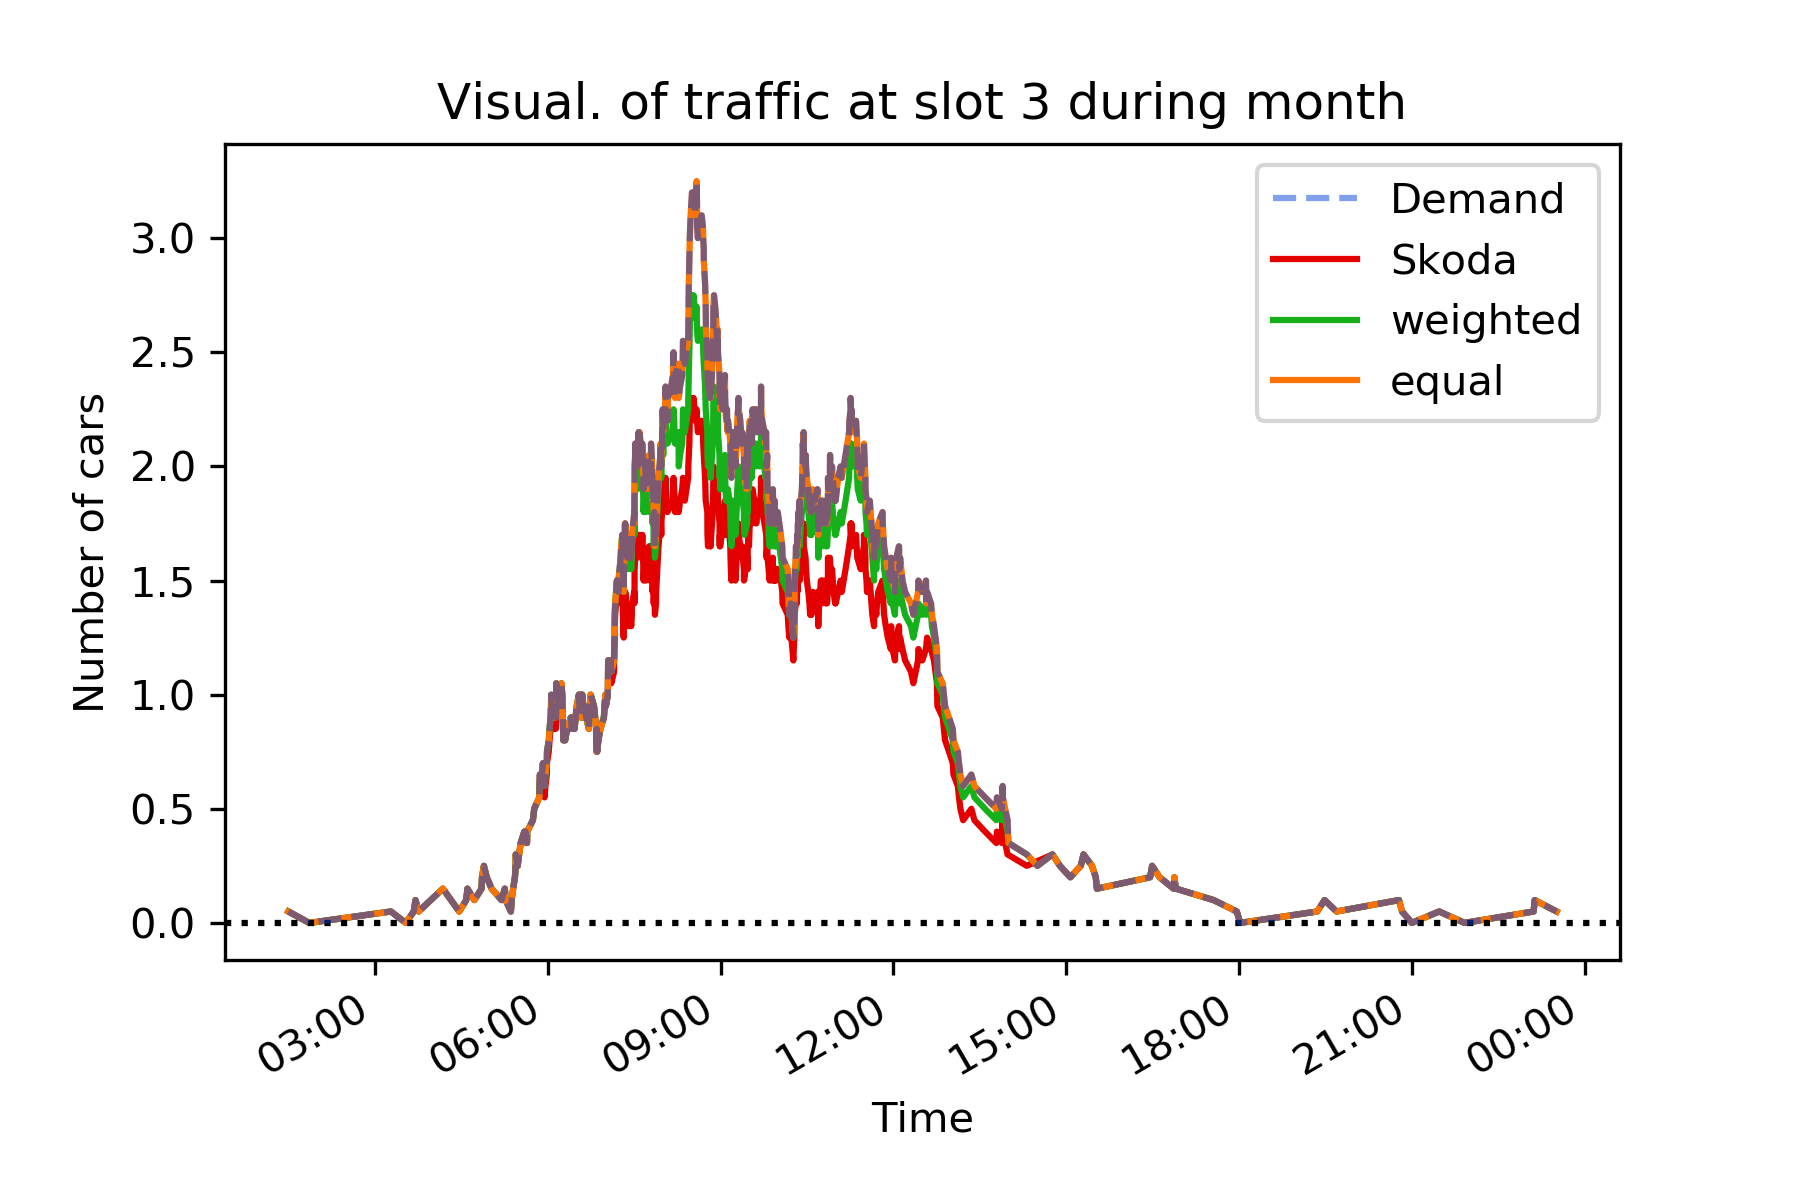 Visual. of traffic at slot 3 during month
Demand
Skoda
weighted
equal
Number of cars
3.0
2.5
2.0
1.5
1.0
0.5
0.0
03:00 06:00 09:00 12:00 15:00 18:00 21:00 00:00
Time